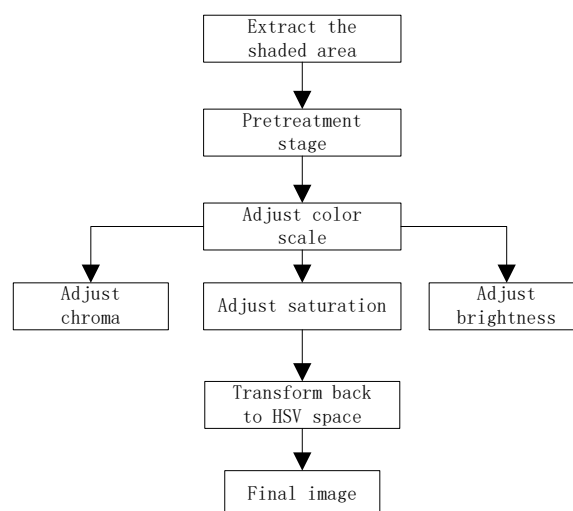 Extract the
shaded area
Pretreatment
stage
Adjust color
scale
Adjust
chroma
Adjust saturation
Adjust
brightness
Transform back
to HSV space
Final image